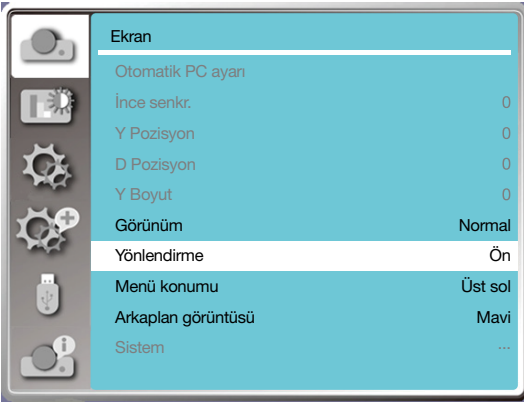 Ekran
Otomatik PC ayarı
İnce senkr. 0
Y Pozisyon 0
D Pozisyon 0
Y Boyut 0
Görünüm Normal
Yönlendirme Ön
Menü konumu Üst sol
Arkaplan görüntüsü Mavi
Sistem ...